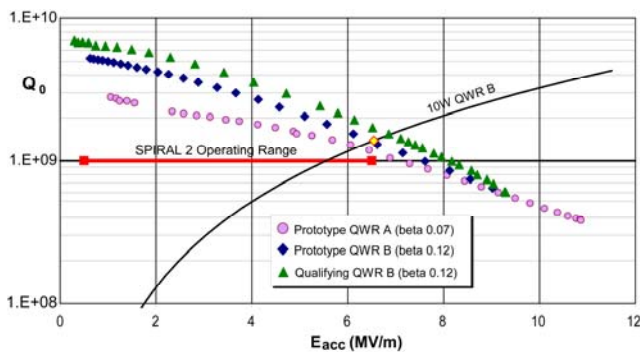 1.E+10
Q0
10W QWR B
SPIRAL 2 Operating Range
1.E+09
Prototype QWR A (beta 0.07)
Prototype QWR B (beta 0.12)
Qualifying QWR B (beta 0.12)
1.E+08
0 2 4 6 8 10 12
Eacc (MV/m)